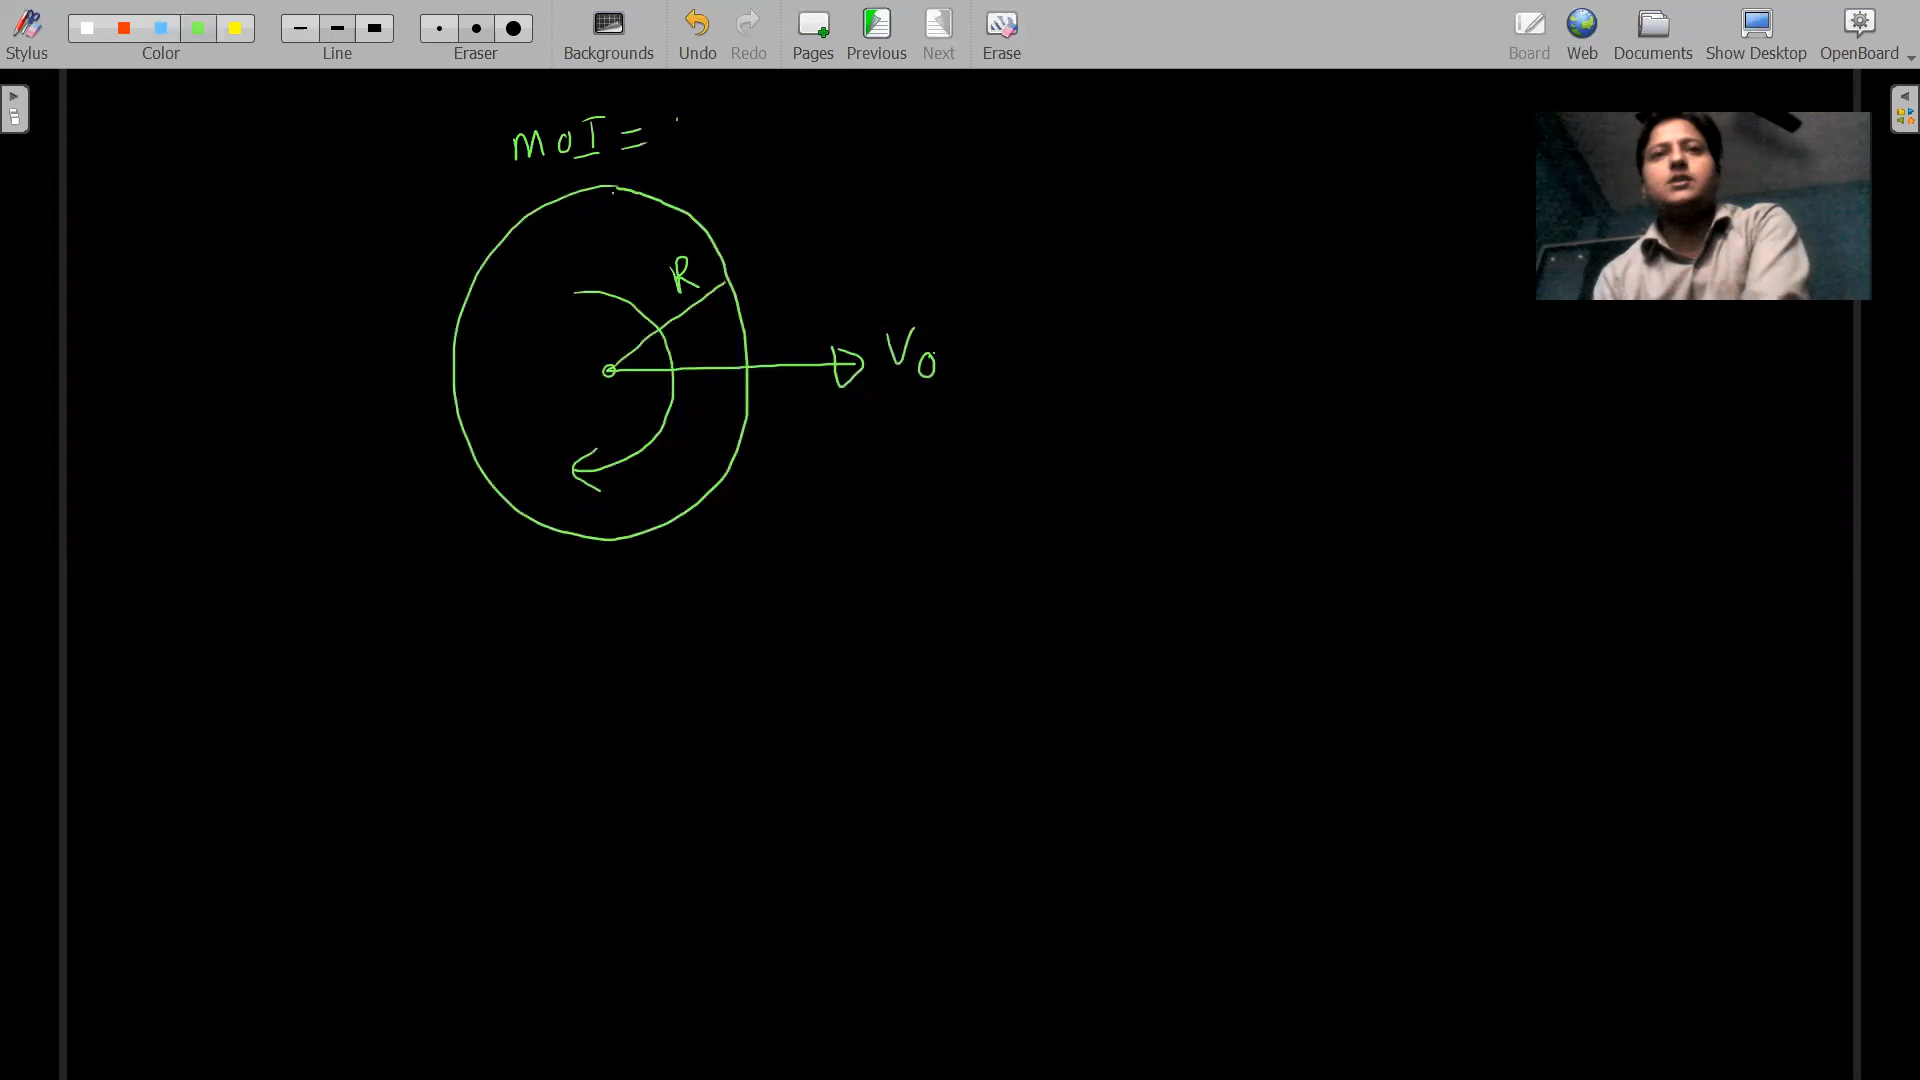 Stylus Color Line Eraser Backgrounds Undo Redo Pages Previous Next Erase Board Web Documents Show Desktop OpenBoard
MOI =
R
V0